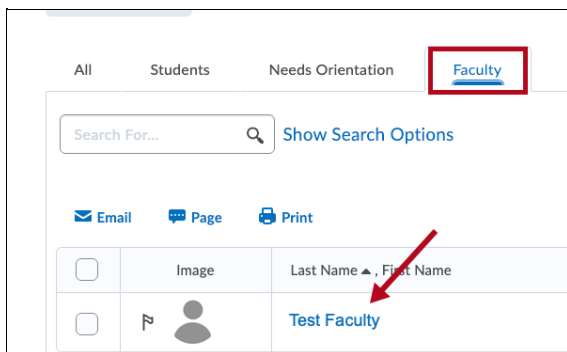 All Students Needs Orientation Faculty
Search For... Show Search Options
Email Page Print
Image Last Name , First Name
Test Faculty